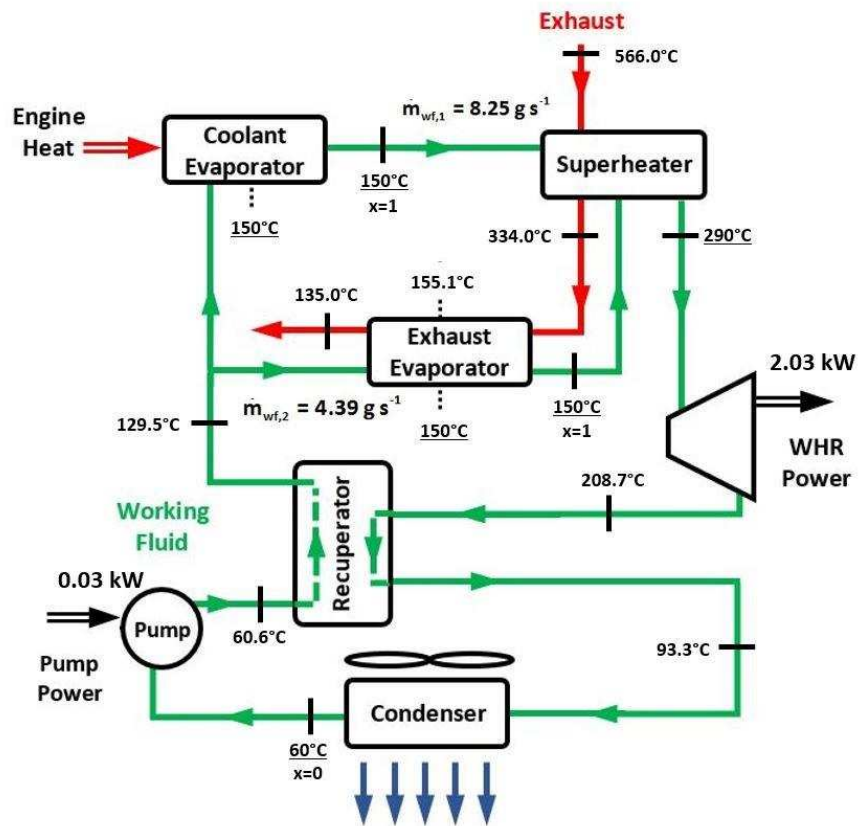 Exhaust
566.0°C
ṁwf,1 = 8.25 g s-1
Engine
Heat
Coolant
Evaporator
Superheater
150°C
x=1
150°C
334.0°C
290°C
155.1°C
135.0°C
Exhaust
Evaporator
2.03 kW
150°C
150°C
x=1
ṁwf,2 = 4.39 g s-1
129.5°C
WHR
Power
208.7°C
Working
Fluid
Recuperator
0.03 kW
Pump
60.6°C
93.3°C
Pump
Power
Condenser
60°C
x=0